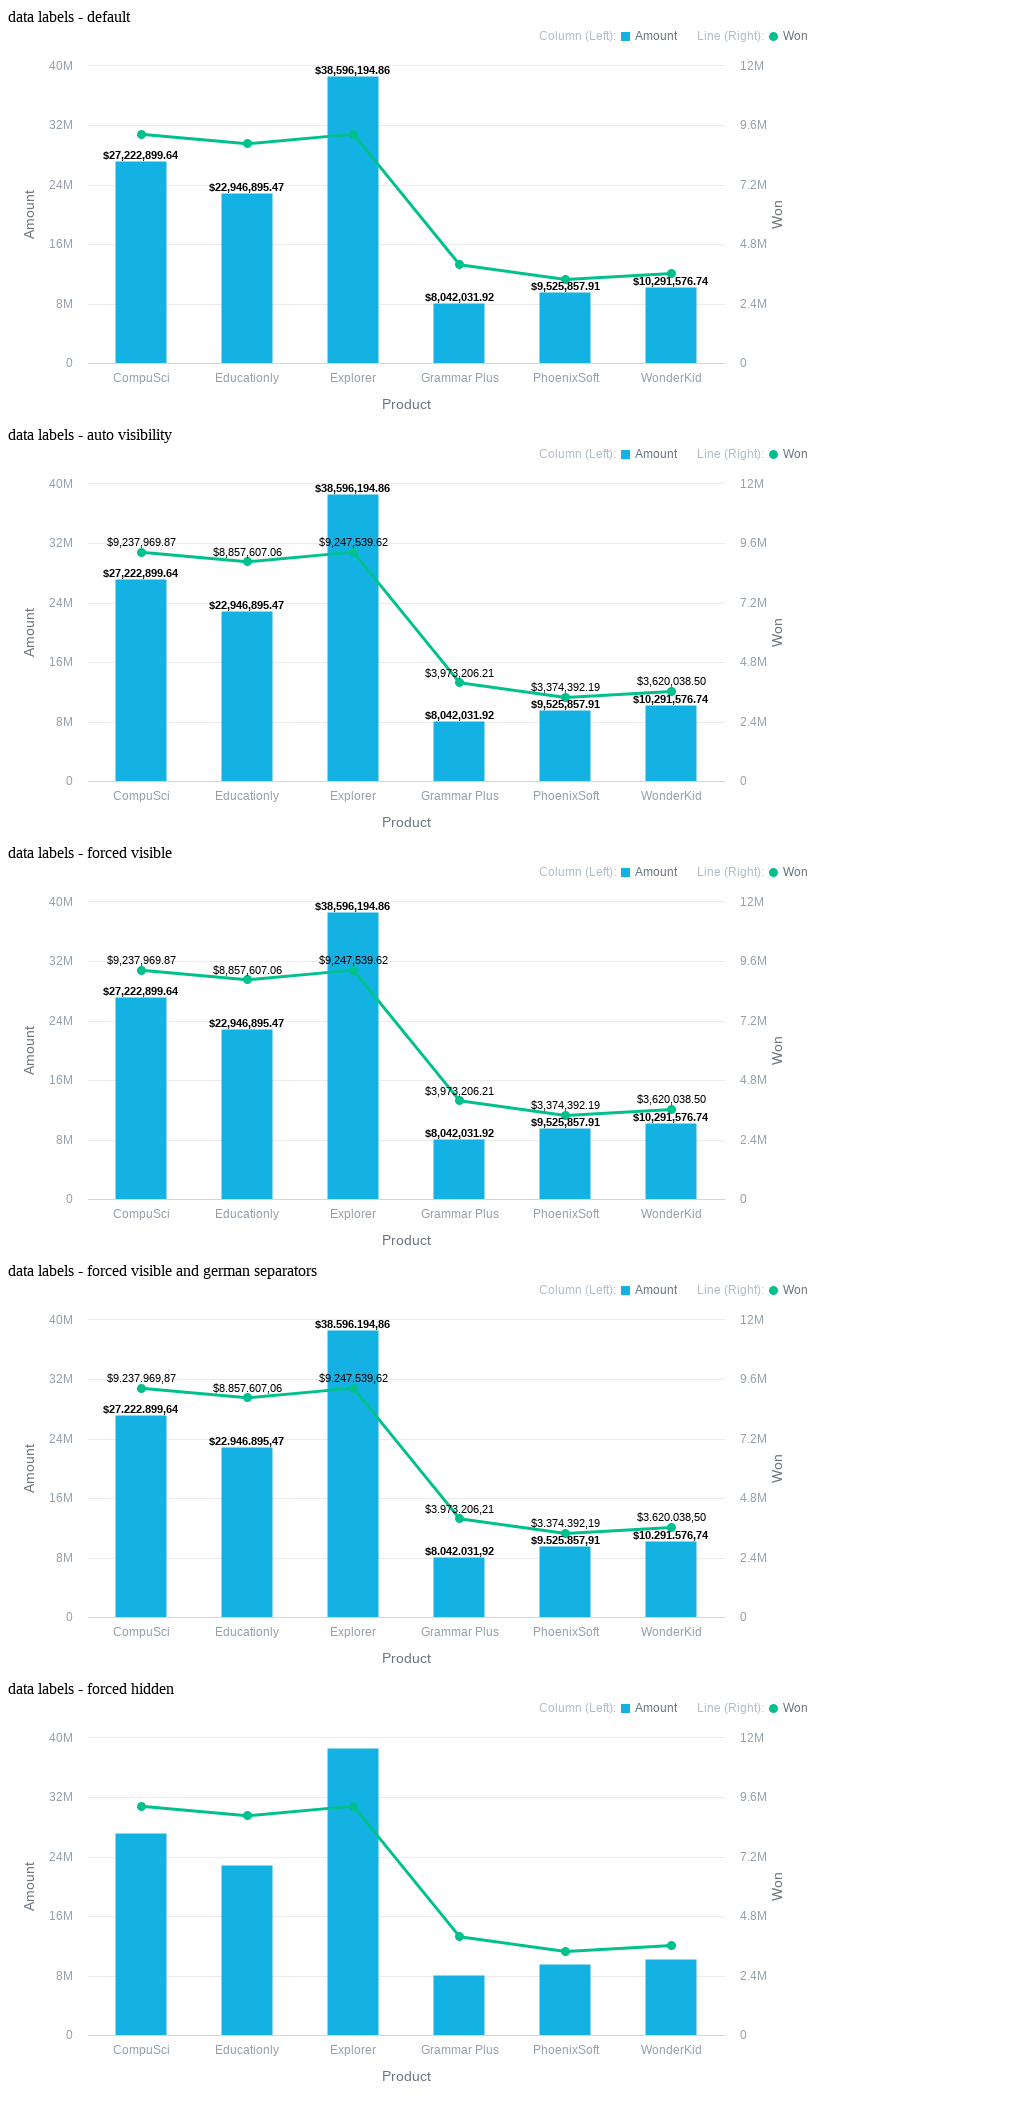 data labels - default
Column (Left): Amount Line (Right): Won
40M 12M
$38,596,194.86
32M 9.6M
$27,222,899.64
24M $22,946,895.47 7.2M
Amount Won
16M 4.8M
$10,291,576.74
$9,525,857.91
$8,042,031.92
8M 2.4M
0 0
CompuSci Educationly Explorer Grammar Plus PhoenixSoft WonderKid
Product
data labels - auto visibility
Column (Left): Amount Line (Right): Won
40M 12M
$38,596,194.86
32M $9,237,969.87 $9,247,539.62 9.6M
$8,857,607.06
$27,222,899.64
24M $22,946,895.47 7.2M
Amount Won
16M 4.8M
$3,973,206.21 $3,620,038.50
$3,374,392.19
$9,525,857.91 $10,291,576.74
$8,042,031.92
8M 2.4M
0 0
CompuSci Educationly Explorer Grammar Plus PhoenixSoft WonderKid
Product
data labels - forced visible
Column (Left): Amount Line (Right): Won
40M 12M
$38,596,194.86
32M $9,237,969.87 $9,247,539.62 9.6M
$8,857,607.06
$27,222,899.64
24M $22,946,895.47 7.2M
Amount Won
16M 4.8M
$3,973,206.21 $3,620,038.50
$3,374,392.19
$9,525,857.91 $10,291,576.74
$8,042,031.92
8M 2.4M
0 0
CompuSci Educationly Explorer Grammar Plus PhoenixSoft WonderKid
Product
data labels - forced visible and german separators
Column (Left): Amount Line (Right): Won
40M 12M
$38.596.194,86
32M $9.237.969,87 $9.247.539,62 9.6M
$8.857.607,06
$27.222.899,64
24M $22.946.895,47 7.2M
Amount Won
16M 4.8M
$3.973.206,21 $3.620.038,50
$3.374.392,19
$9.525.857,91 $10.291.576,74
$8.042.031,92
8M 2.4M
0 0
CompuSci Educationly Explorer Grammar Plus PhoenixSoft WonderKid
Product
data labels - forced hidden
Column (Left): Amount Line (Right): Won
40M 12M
32M 9.6M
24M 7.2M
Amount Won
16M 4.8M
8M 2.4M
0 0
CompuSci Educationly Explorer Grammar Plus PhoenixSoft WonderKid
Product